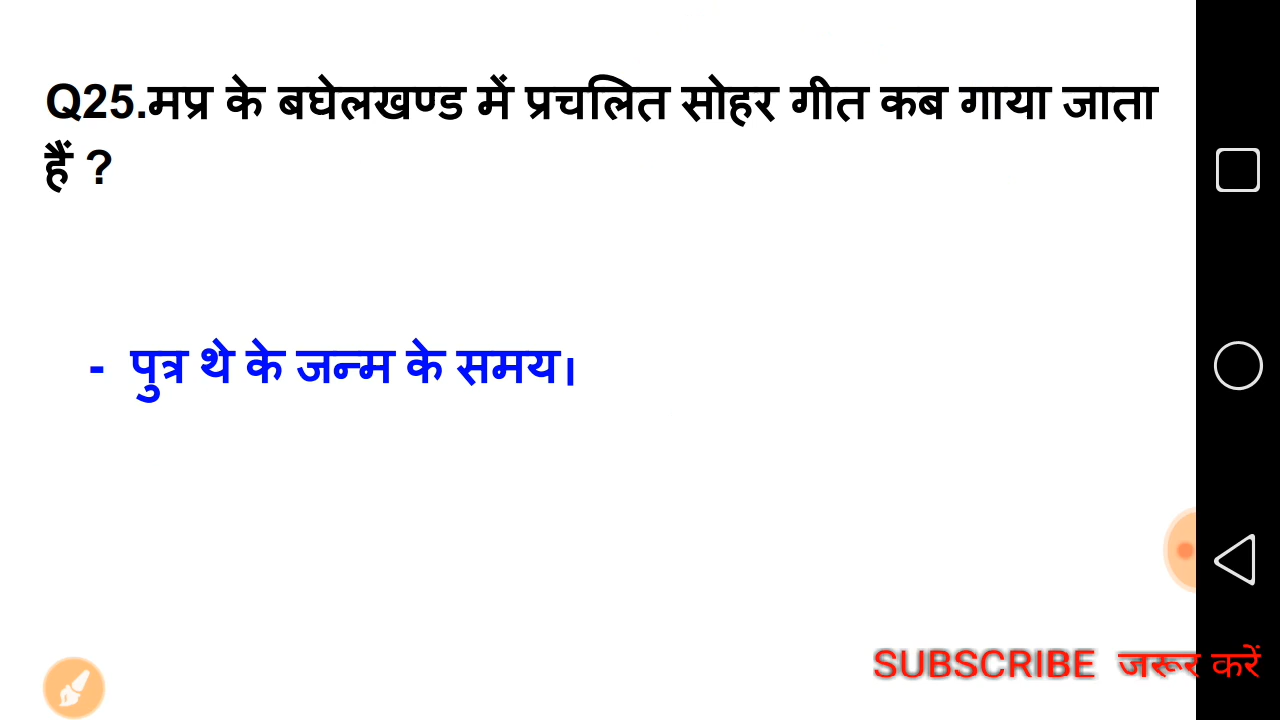 Q25.मप्र के बघेलखण्ड में प्रचलित सोहर गीत कब गाया जाता
हैं ?
- पुत्र थे के जन्म के समय।
SUBSCRIBE जरूर करें